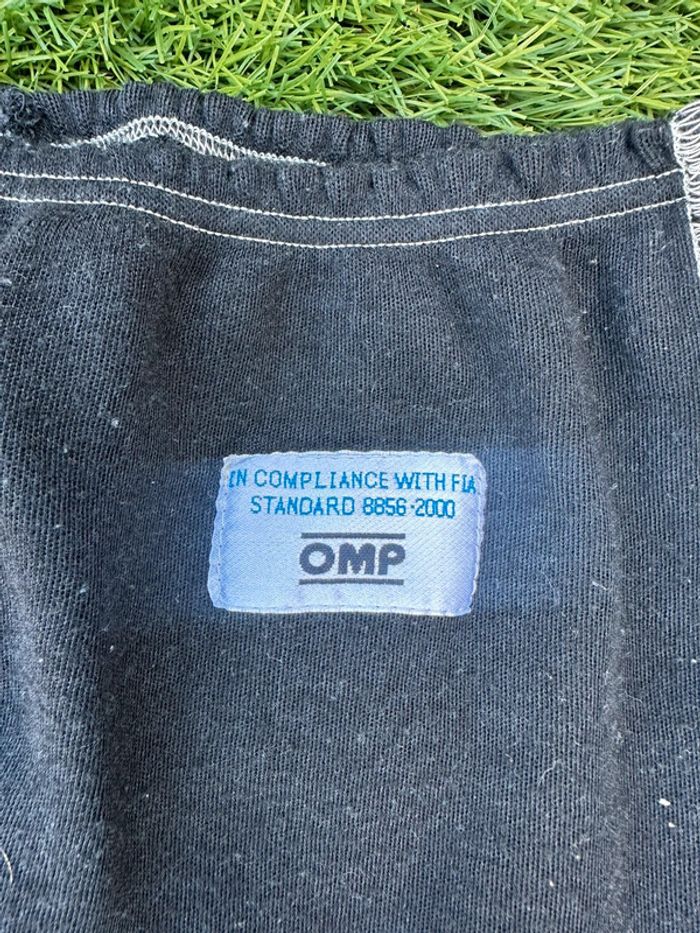 IN COMPLIANCE WITH FIA
STANDARD 8856-2000
OMP